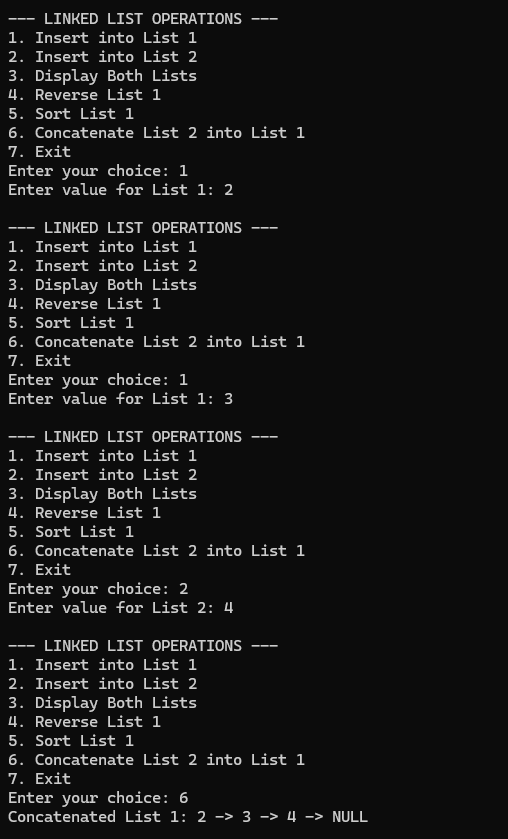 --- LINKED LIST OPERATIONS ---
1. Insert into List 1
2. Insert into List 2
3. Display Both Lists
4. Reverse List 1
5. Sort List 1
6. Concatenate List 2 into List 1
7. Exit
Enter your choice: 1
Enter value for List 1: 2

--- LINKED LIST OPERATIONS ---
1. Insert into List 1
2. Insert into List 2
3. Display Both Lists
4. Reverse List 1
5. Sort List 1
6. Concatenate List 2 into List 1
7. Exit
Enter your choice: 1
Enter value for List 1: 3

--- LINKED LIST OPERATIONS ---
1. Insert into List 1
2. Insert into List 2
3. Display Both Lists
4. Reverse List 1
5. Sort List 1
6. Concatenate List 2 into List 1
7. Exit
Enter your choice: 2
Enter value for List 2: 4

--- LINKED LIST OPERATIONS ---
1. Insert into List 1
2. Insert into List 2
3. Display Both Lists
4. Reverse List 1
5. Sort List 1
6. Concatenate List 2 into List 1
7. Exit
Enter your choice: 6
Concatenated List 1: 2 -> 3 -> 4 -> NULL